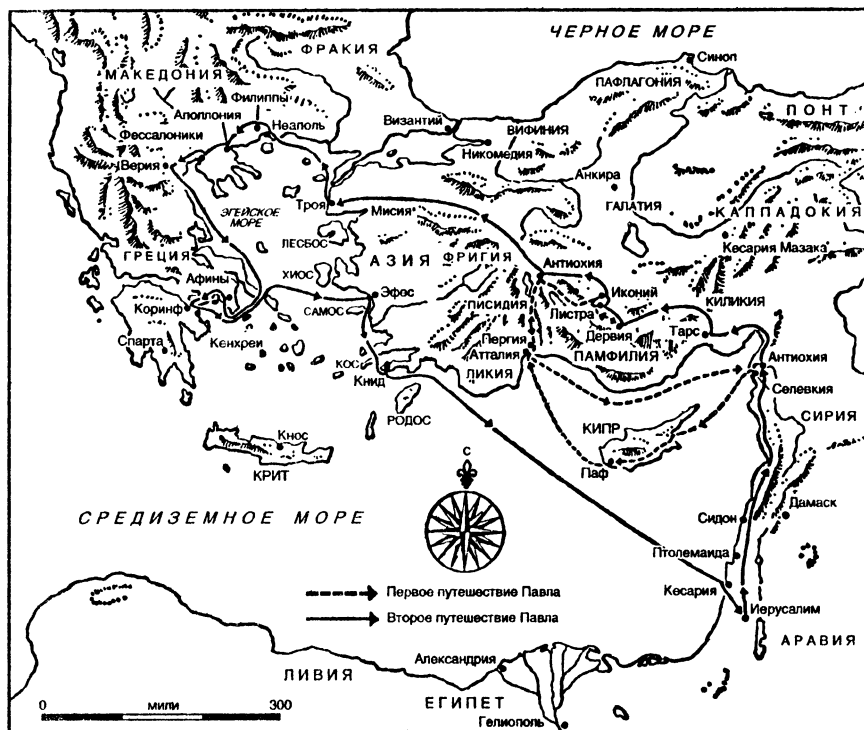 ЧЕРНОЕ МОРЕ
ФРАКИЯ
Синоп
МАКЕДОНИЯ
ПАФЛАГОНИЯ
Филиппы
ПОНТ
Аполлония
Неаполь
Византий
ВИФИНИЯ
Фессалоники
Никомедия
Верия
Анкира
Троя
Мисия
ГАЛАТИЯ
КАППАДОКИЯ
ЭГЕЙСКОЕ
МОРЕ
ЛЕСБОС
Кесария Мазака
ГРЕЦИЯ
АЗИЯ
ФРИГИЯ
Антиохия
ХИОС
Афины
Эфес
Иконий
КИЛИКИЯ
ПИСИДИЯ
Коринф
САМОС
Листра
Дервия
Тарс
Спарта
Кенхреи
Пергия
Атталия
ПАМФИЛИЯ
Антиохия
КОС
ЛИКИЯ
Селевкия
Книд
РОДОС
КИПР
СИРИЯ
Кнос
КРИТ
Паф
С
СРЕДИЗЕМНОЕ МОРЕ
Сидон
Дамаск
Птолемаида
Первое путешествие Павла
Кесария
Второе путешествие Павла
Иерусалим
АРАВИЯ
Александрия
ЛИВИЯ
ЕГИПЕТ
0 МИЛИ 300
Гелиополь